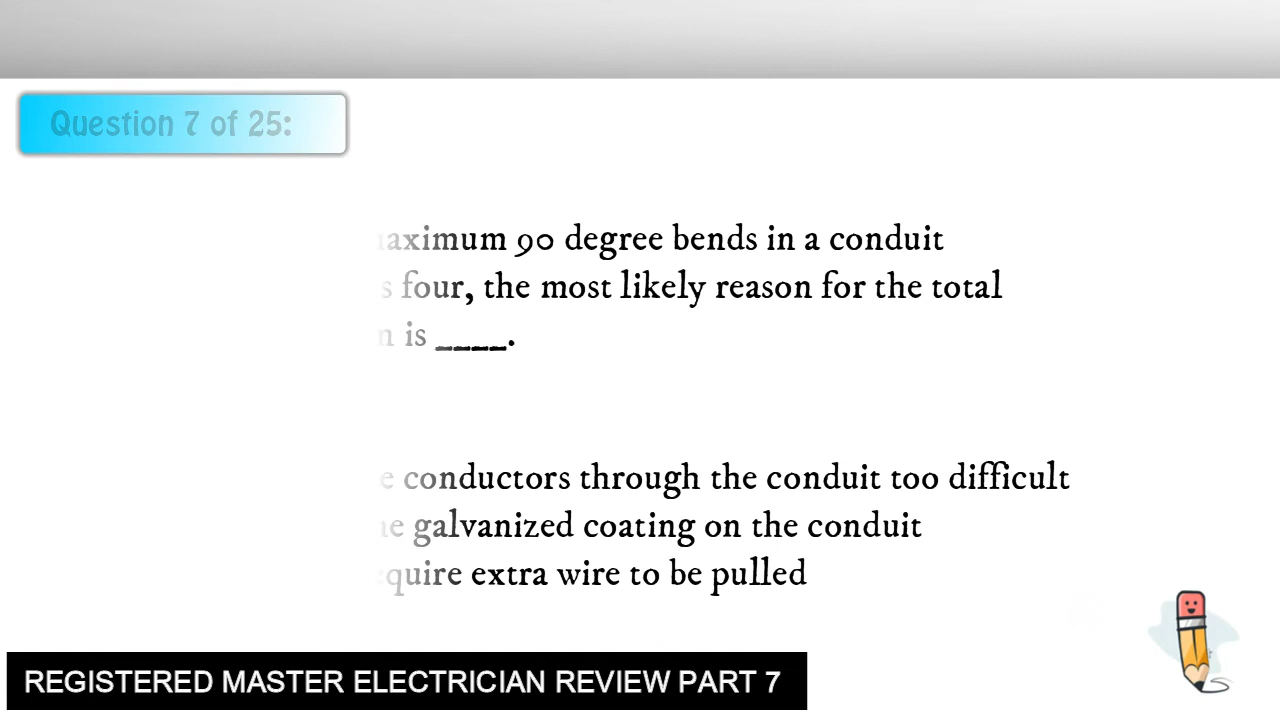 Question 7 of 25:
maximum 90 degree bends in a conduit
four, the most likely reason for the total
is ____.
conductors through the conduit too difficult
galvanized coating on the conduit
extra wire to be pulled
REGISTERED MASTER ELECTRICIAN REVIEW PART 7